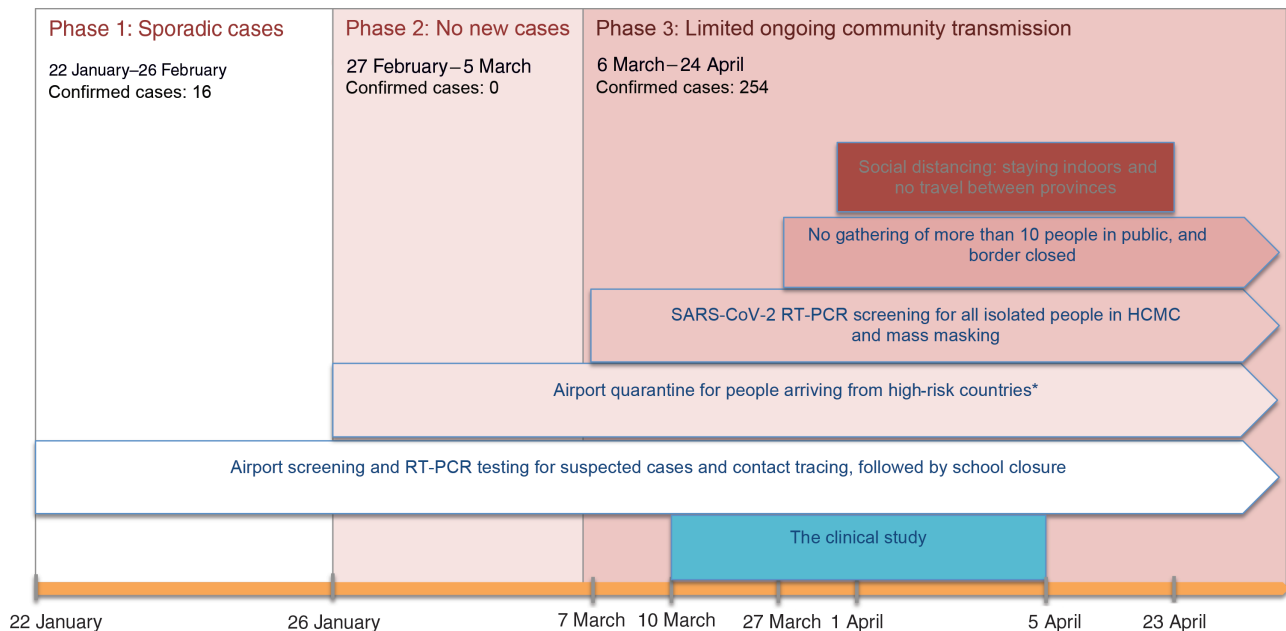 Phase 1: Sporadic cases
22 January–26 February
Confirmed cases: 16
Phase 2: No new cases
27 February–5 March
Confirmed cases: 0
Phase 3: Limited ongoing community transmission
6 March–24 April
Confirmed cases: 254
Social distancing: staying indoors and
no travel between provinces
No gathering of more than 10 people in public, and
border closed
SARS-CoV-2 RT-PCR screening for all isolated people in HCMC
and mass masking
Airport quarantine for people arriving from high-risk countries*
Airport screening and RT-PCR testing for suspected cases and contact tracing, followed by school closure
The clinical study
22 January
26 January
7 March
10 March
27 March
1 April
5 April
23 April